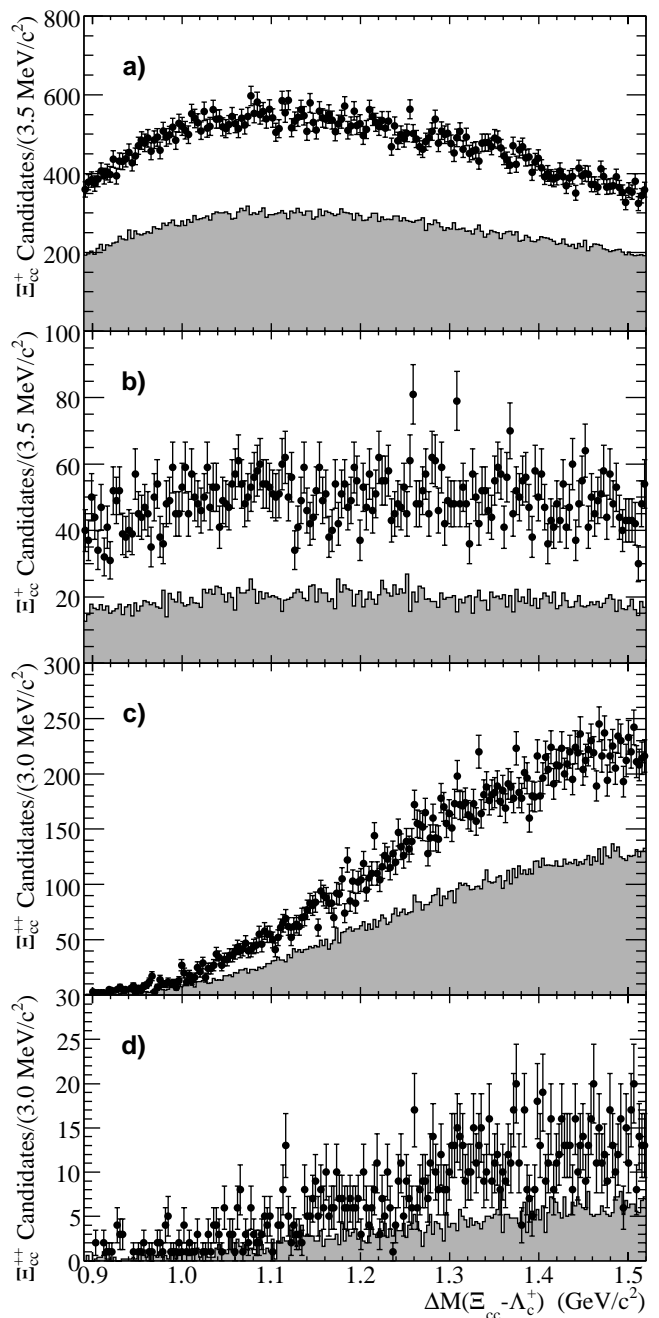 800
a)
600
400
200
Ξcc+ Candidates/(3.5 MeV/c²)
100
b)
80
60
40
20
Ξcc+ Candidates/(3.5 MeV/c²)
300
c)
250
200
150
100
50
Ξcc++ Candidates/(3.0 MeV/c²)
30
d)
25
20
15
10
5
0
Ξcc++ Candidates/(3.0 MeV/c²)
0.9 1.0 1.1 1.2 1.3 1.4 1.5
ΔM(Ξcc-Λc+) (GeV/c²)